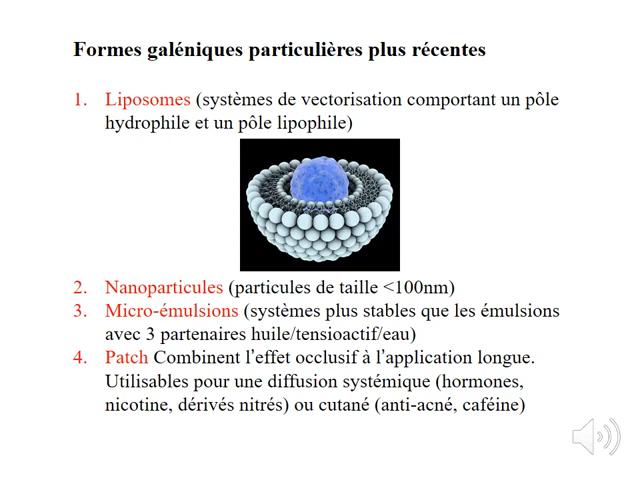 Formes galéniques particulières plus récentes
1. Liposomes (systèmes de vectorisation comportant un pôle
hydrophile et un pôle lipophile)
2. Nanoparticules (particules de taille <100nm)
3. Micro-émulsions (systèmes plus stables que les émulsions
avec 3 partenaires huile/tensioactif/eau)
4. Patch Combinent l'effet occlusif à l'application longue.
Utilisables pour une diffusion systémique (hormones,
nicotine, dérivés nitrés) ou cutané (anti-acné, caféine)